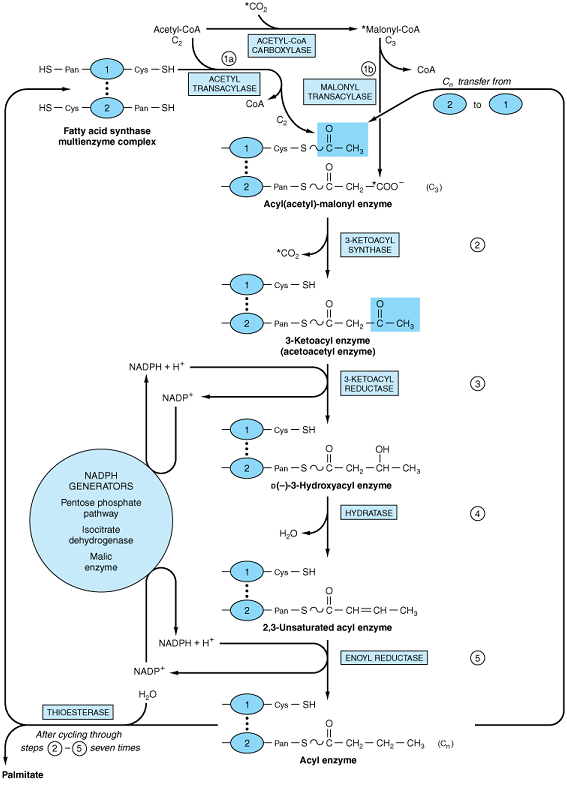 *CO₂
Acetyl-CoA
C₂
*Malonyl-CoA
C₃
ACETYL-CoA
CARBOXYLASE
1a
1b
HS — Pan — 1 — Cys — SH
HS — Cys — 2 — Pan — SH
Fatty acid synthase
multienzyme complex
ACETYL
TRANSACYLASE
CoA
C₂
MALONYL
TRANSACYLASE
CoA
Cₙ transfer from
2 to 1
O
1 — Cys — S ~ C — CH₃
O
2 — Pan — S ~ C — CH₂ — *COO⁻ (C₃)
Acyl(acetyl)-malonyl enzyme
*CO₂
3-KETOACYL
SYNTHASE
2
1 — Cys — SH
O O
2 — Pan — S ~ C — CH₂ — C — CH₃
3-Ketoacyl enzyme
(acetoacetyl enzyme)
NADPH + H⁺
NADP⁺
3-KETOACYL
REDUCTASE
3
1 — Cys — SH
O OH
2 — Pan — S ~ C — CH₂ — CH — CH₃
D(–)-3-Hydroxyacyl enzyme
NADPH
GENERATORS
Pentose phosphate
pathway
Isocitrate
dehydrogenase
Malic
enzyme
H₂O
HYDRATASE
4
1 — Cys — SH
O
2 — Pan — S ~ C — CH = CH — CH₃
2,3-Unsaturated acyl enzyme
NADPH + H⁺
NADP⁺
ENOYL REDUCTASE
5
H₂O
THIOESTERASE
After cycling through
steps 2 – 5 seven times
Palmitate
1 — Cys — SH
O
2 — Pan — S ~ C — CH₂ — CH₂ — CH₃ (Cₙ)
Acyl enzyme